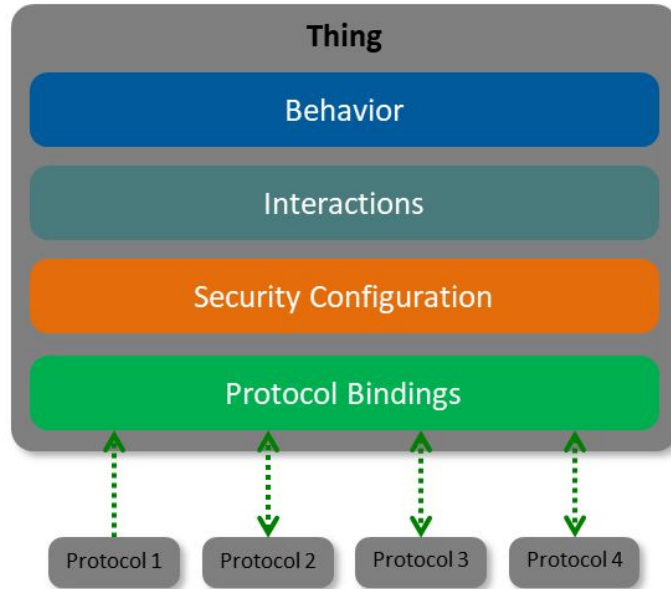 Thing
Behavior
Interactions
Security Configuration
Protocol Bindings
Protocol 1
Protocol 2
Protocol 3
Protocol 4